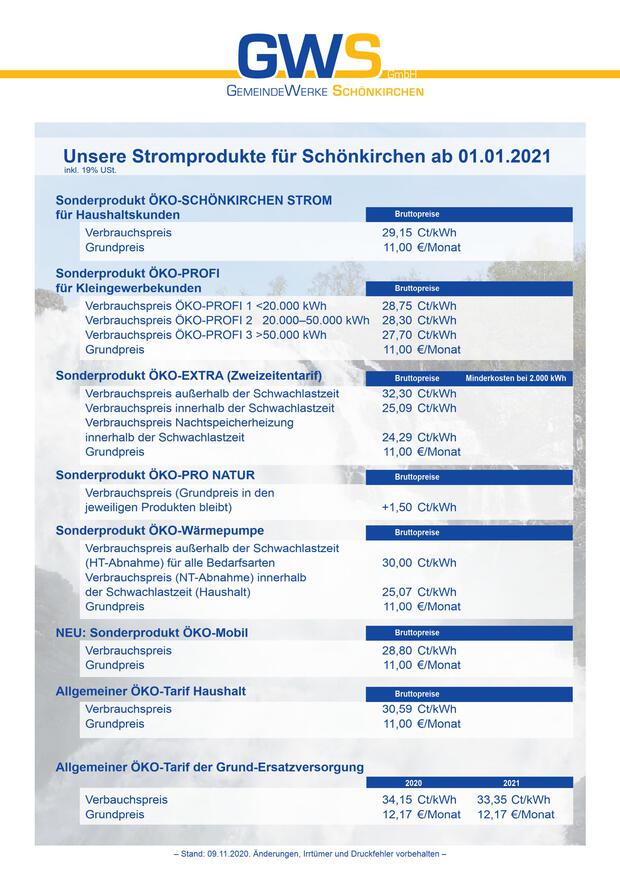 GWS
GmbH
GEMEINDEWERKE SCHÖNKIRCHEN
Unsere Stromprodukte für Schönkirchen ab 01.01.2021
inkl. 19% USt.
Sonderprodukt ÖKO-SCHÖNKIRCHEN STROM
für Haushaltskunden Bruttopreise
Verbrauchspreis 29,15 Ct/kWh
Grundpreis 11,00 €/Monat
Sonderprodukt ÖKO-PROFI
für Kleingewerbekunden Bruttopreise
Verbrauchspreis ÖKO-PROFI 1 <20.000 kWh 28,75 Ct/kWh
Verbrauchspreis ÖKO-PROFI 2 20.000–50.000 kWh 28,30 Ct/kWh
Verbrauchspreis ÖKO-PROFI 3 >50.000 kWh 27,70 Ct/kWh
Grundpreis 11,00 €/Monat
Sonderprodukt ÖKO-EXTRA (Zweizeitentarif) Bruttopreise Minderkosten bei 2.000 kWh
Verbrauchspreis außerhalb der Schwachlastzeit 32,30 Ct/kWh
Verbrauchspreis innerhalb der Schwachlastzeit 25,09 Ct/kWh
Verbrauchspreis Nachtspeicherheizung
innerhalb der Schwachlastzeit 24,29 Ct/kWh
Grundpreis 11,00 €/Monat
Sonderprodukt ÖKO-PRO NATUR Bruttopreise
Verbrauchspreis (Grundpreis in den
jeweiligen Produkten bleibt) +1,50 Ct/kWh
Sonderprodukt ÖKO-Wärmepumpe Bruttopreise
Verbrauchspreis außerhalb der Schwachlastzeit
(HT-Abnahme) für alle Bedarfsarten 30,00 Ct/kWh
Verbrauchspreis (NT-Abnahme) innerhalb
der Schwachlastzeit (Haushalt) 25,07 Ct/kWh
Grundpreis 11,00 €/Monat
NEU: Sonderprodukt ÖKO-Mobil Bruttopreise
Verbrauchspreis 28,80 Ct/kWh
Grundpreis 11,00 €/Monat
Allgemeiner ÖKO-Tarif Haushalt Bruttopreise
Verbrauchspreis 30,59 Ct/kWh
Grundpreis 11,00 €/Monat
Allgemeiner ÖKO-Tarif der Grund-Ersatzversorgung
2020 2021
Verbauchspreis 34,15 Ct/kWh 33,35 Ct/kWh
Grundpreis 12,17 €/Monat 12,17 €/Monat
– Stand: 09.11.2020. Änderungen, Irrtümer und Druckfehler vorbehalten –